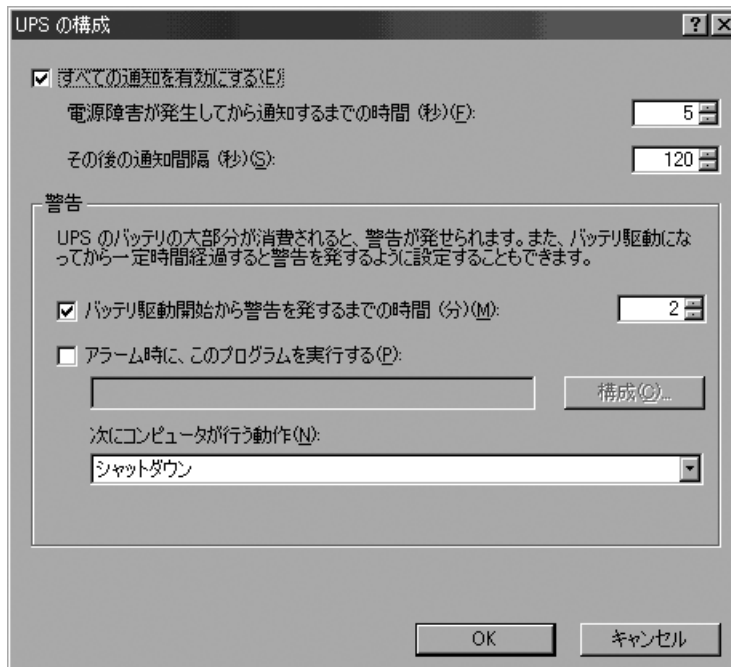 UPS の構成
すべての通知を有効にする(E)
電源障害が発生してから通知するまでの時間 (秒)(F):
5
その後の通知間隔 (秒)(S):
120
警告
UPS のバッテリの大部分が消費されると、警告が発せられます。また、バッテリ駆動にな
ってから一定時間経過すると警告を発するように設定することもできます。
バッテリ駆動開始から警告を発するまでの時間 (分)(M):
2
アラーム時に、このプログラムを実行する(P):
構成(C)...
次にコンピュータが行う動作(N):
シャットダウン
OK
キャンセル